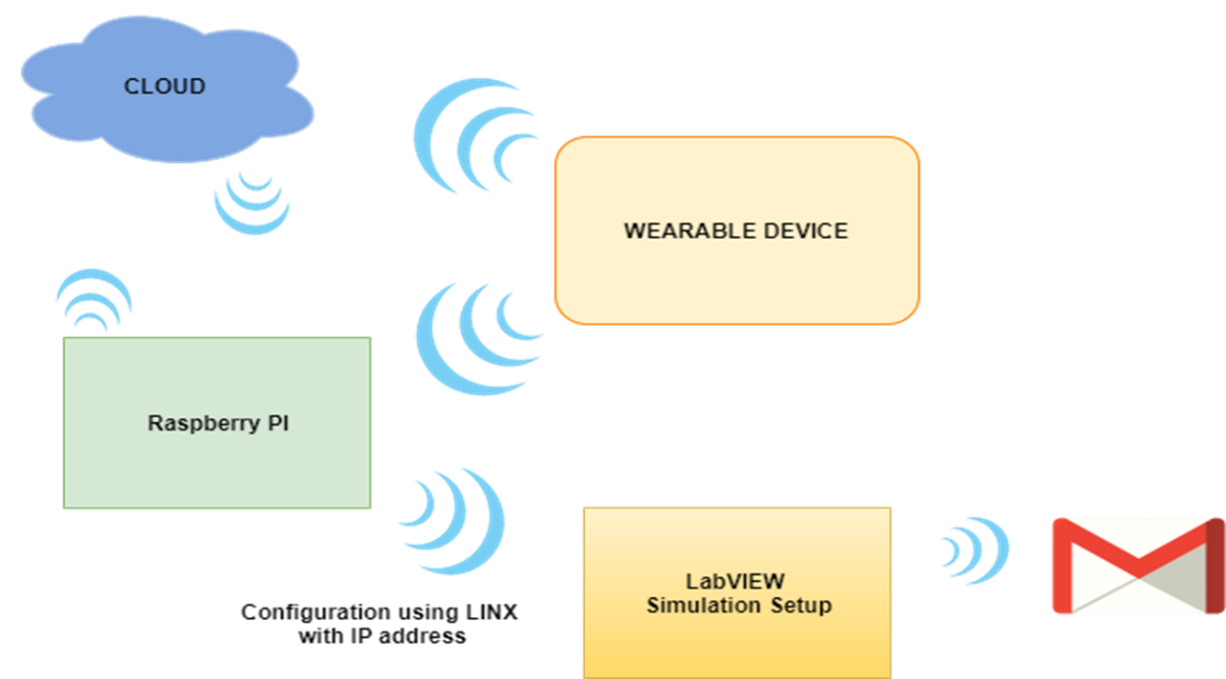 CLOUD
WEARABLE DEVICE
Raspberry PI
LabVIEW
Simulation Setup
Configuration using LINX
with IP address